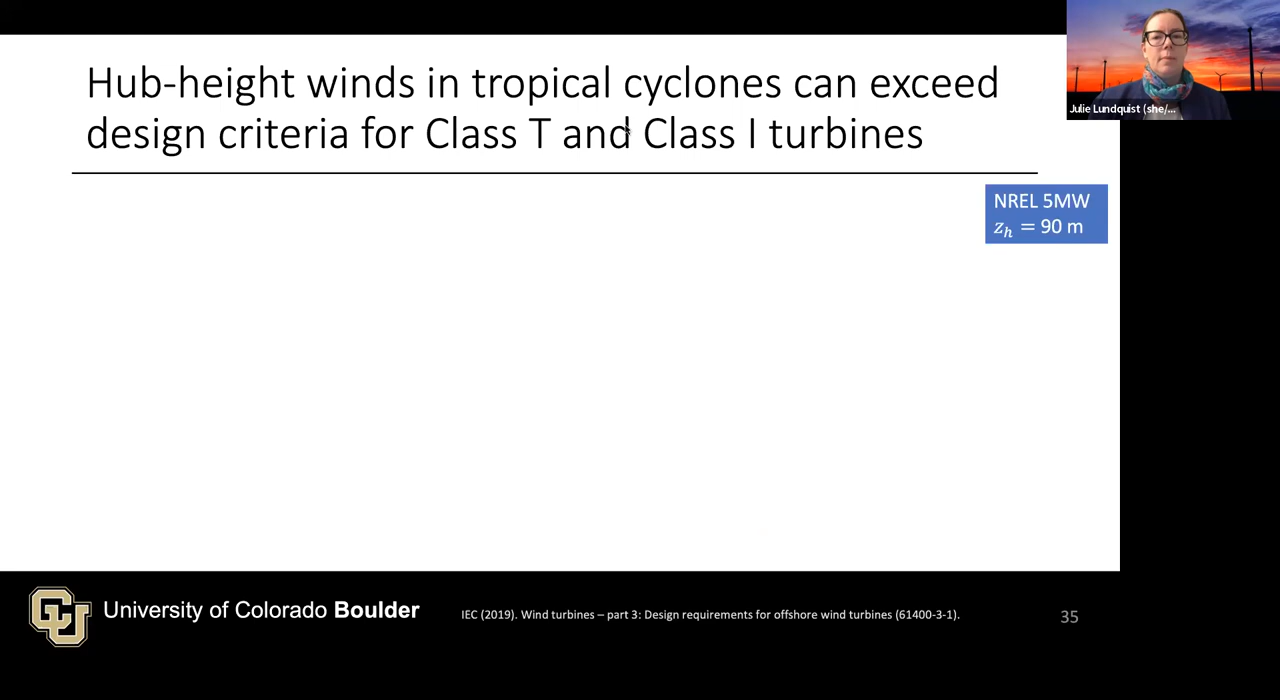 Hub-height winds in tropical cyclones can exceed
design criteria for Class T and Class I turbines
Julie Lundquist (she/...
NREL 5MW
𝑧ₕ = 90 m
CU
University of Colorado Boulder
IEC (2019). Wind turbines – part 3: Design requirements for offshore wind turbines (61400-3-1).
35